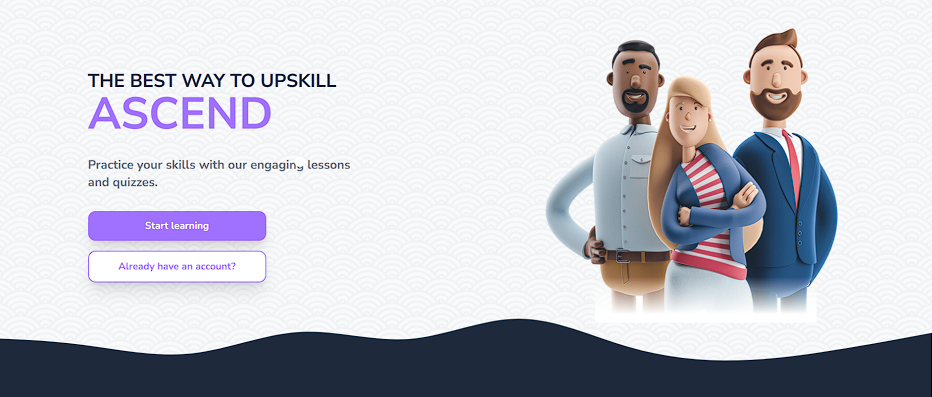 THE BEST WAY TO UPSKILL
ASCEND
Practice your skills with our engaging lessons
and quizzes.
Start learning
Already have an account?